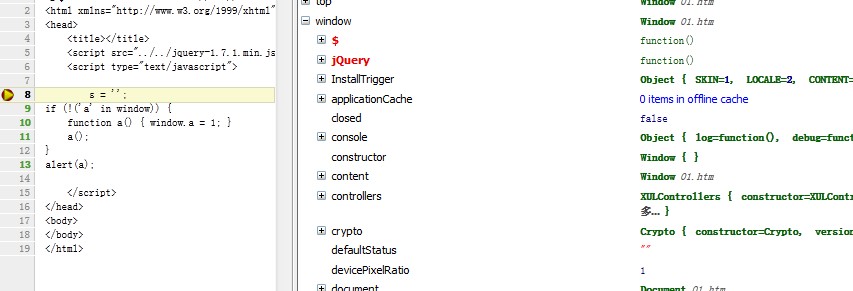 2 <html xmlns="http://www.w3.org/1999/xhtml"
3 <head>
4 <title></title>
5 <script src="../../jquery-1.7.1.min.js
6 <script type="text/javascript">
7
8 s = '';
9 if (!('a' in window)) {
10 function a() { window.a = 1; }
11 a();
12 }
13 alert(a);
14
15 </script>
16 </head>
17 <body>
18 </body>
19 </html>
top Window 01.htm
window Window 01.htm
$ function()
jQuery function()
InstallTrigger Object { SKIN=1, LOCALE=2, CONTENT=
applicationCache 0 items in offline cache
closed false
console Object { log=function(), debug=funct
constructor Window { }
content Window 01.htm
controllers XULControllers { constructor=XULContr
多... }
crypto Crypto { constructor=Crypto, version
defaultStatus ""
devicePixelRatio 1
document Document 01.htm